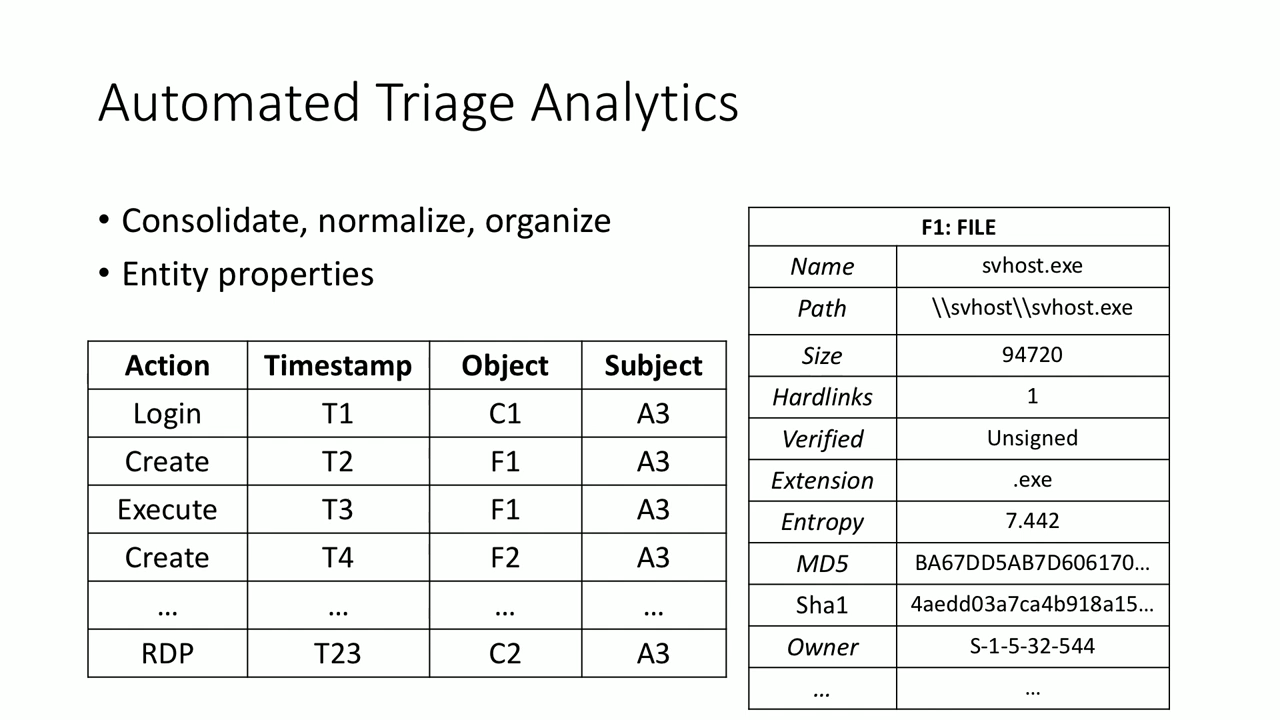 Automated Triage Analytics
• Consolidate, normalize, organize
• Entity properties
Action Timestamp Object Subject
Login T1 C1 A3
Create T2 F1 A3
Execute T3 F1 A3
Create T4 F2 A3
... ... ... ...
RDP T23 C2 A3
F1: FILE
Name svhost.exe
Path \\svhost\\svhost.exe
Size 94720
Hardlinks 1
Verified Unsigned
Extension .exe
Entropy 7.442
MD5 BA67DD5AB7D606170...
Sha1 4aedd03a7ca4b918a15...
Owner S-1-5-32-544
... ...